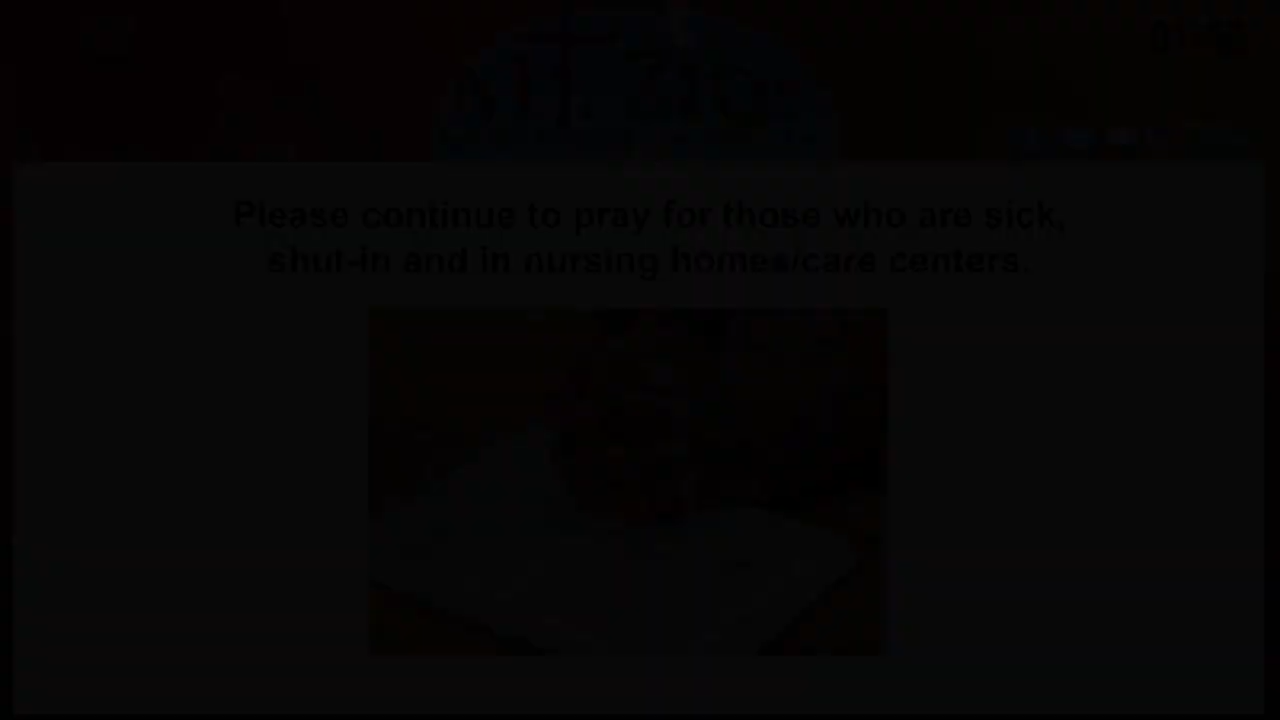 Please continue to pray for those who are sick,
shut-in and in nursing homes/care centers.